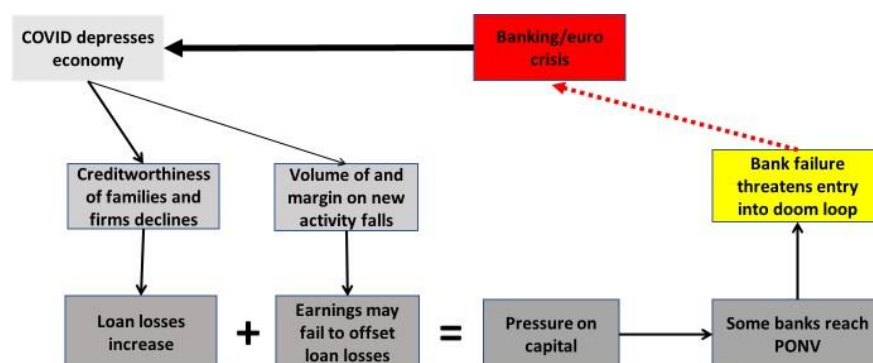 COVID depresses
economy
Banking/euro
crisis
Creditworthiness
of families and
firms declines
Volume of and
margin on new
activity falls
Bank failure
threatens entry
into doom loop
Loan losses
increase
+
Earnings may
fail to offset
loan losses
=
Pressure on
capital
Some banks reach
PONV